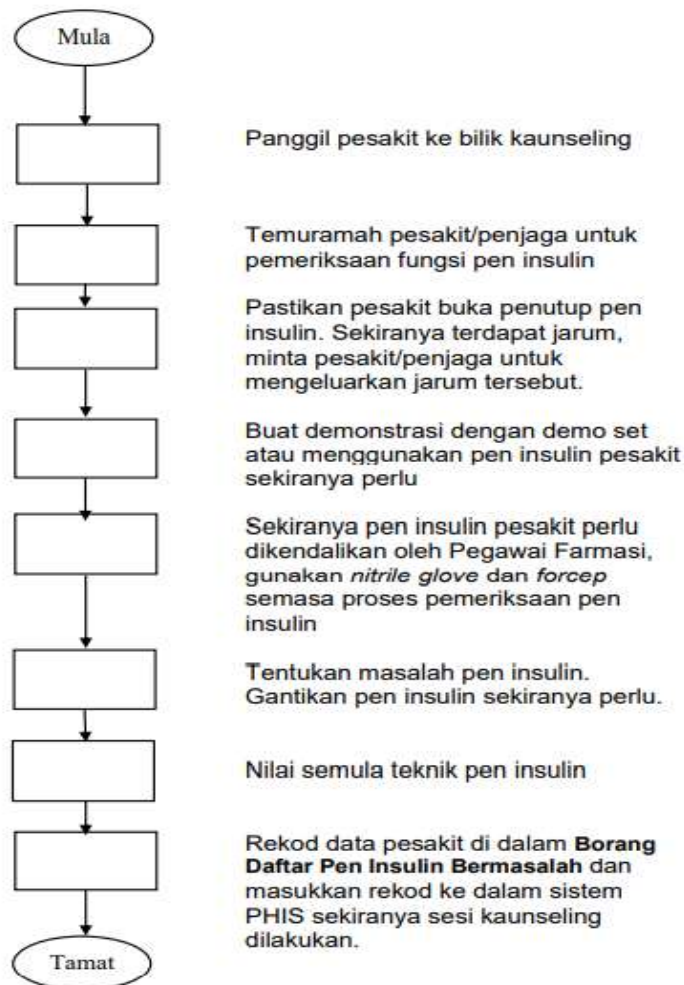 Mula
Panggil pesakit ke bilik kaunseling
Temuramah pesakit/penjaga untuk
pemeriksaan fungsi pen insulin
Pastikan pesakit buka penutup pen
insulin. Sekiranya terdapat jarum,
minta pesakit/penjaga untuk
mengeluarkan jarum tersebut.
Buat demonstrasi dengan demo set
atau menggunakan pen insulin pesakit
sekiranya perlu
Sekiranya pen insulin pesakit perlu
dikendalikan oleh Pegawai Farmasi,
gunakan nitrile glove dan forcep
semasa proses pemeriksaan pen
insulin
Tentukan masalah pen insulin.
Gantikan pen insulin sekiranya perlu.
Nilai semula teknik pen insulin
Rekod data pesakit di dalam Borang
Daftar Pen Insulin Bermasalah dan
masukkan rekod ke dalam sistem
PHIS sekiranya sesi kaunseling
dilakukan.
Tamat